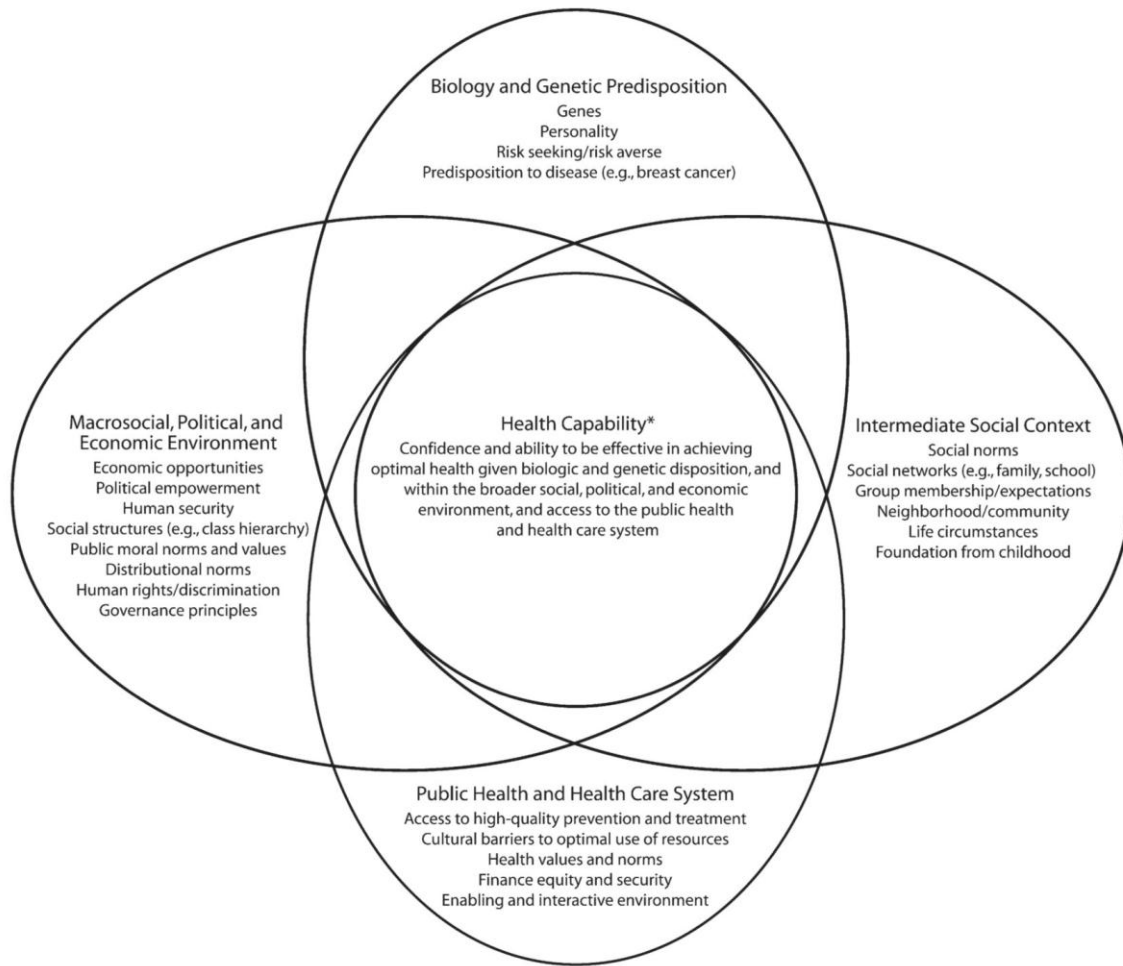 Biology and Genetic Predisposition
Genes
Personality
Risk seeking/risk averse
Predisposition to disease (e.g., breast cancer)
Macrosocial, Political, and
Economic Environment
Economic opportunities
Political empowerment
Human security
Social structures (e.g., class hierarchy)
Public moral norms and values
Distributional norms
Human rights/discrimination
Governance principles
Health Capability*
Confidence and ability to be effective in achieving
optimal health given biologic and genetic disposition, and
within the broader social, political, and economic
environment, and access to the public health
and health care system
Intermediate Social Context
Social norms
Social networks (e.g., family, school)
Group membership/expectations
Neighborhood/community
Life circumstances
Foundation from childhood
Public Health and Health Care System
Access to high-quality prevention and treatment
Cultural barriers to optimal use of resources
Health values and norms
Finance equity and security
Enabling and interactive environment